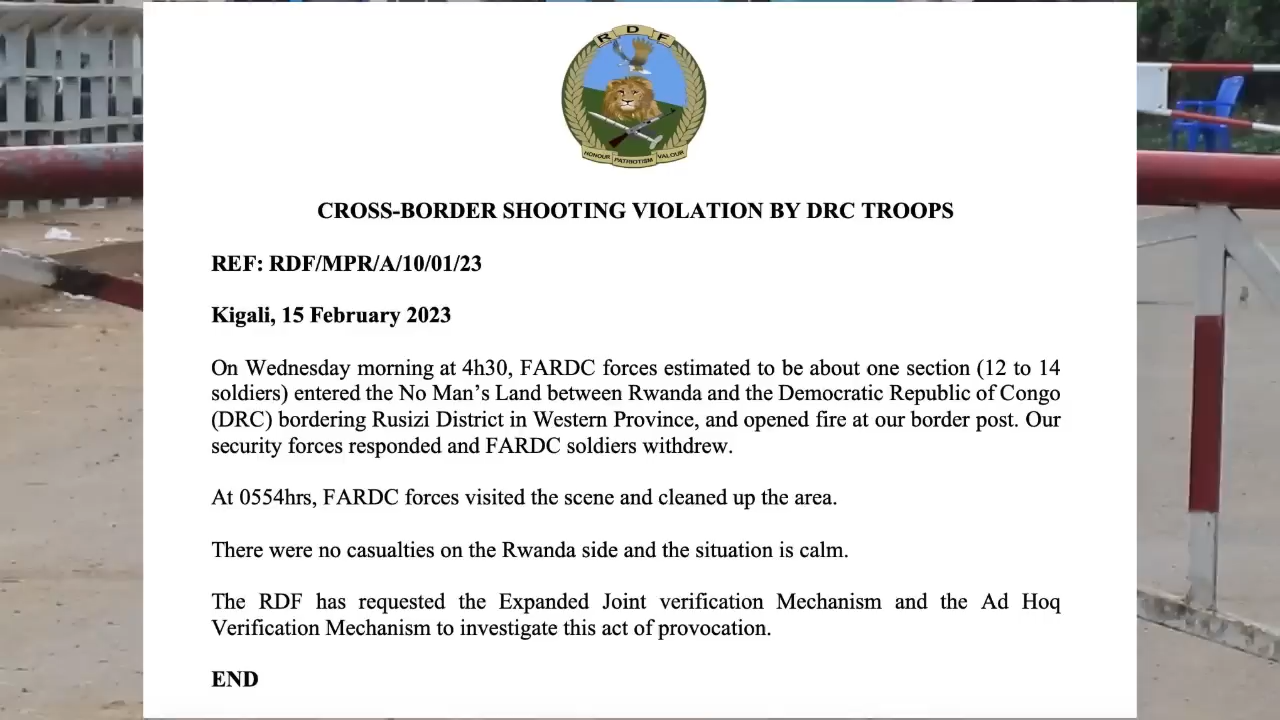 RDF
HONOUR PATRIOTISM VALOUR
CROSS-BORDER SHOOTING VIOLATION BY DRC TROOPS
REF: RDF/MPR/A/10/01/23
Kigali, 15 February 2023
On Wednesday morning at 4h30, FARDC forces estimated to be about one section (12 to 14
soldiers) entered the No Man’s Land between Rwanda and the Democratic Republic of Congo
(DRC) bordering Rusizi District in Western Province, and opened fire at our border post. Our
security forces responded and FARDC soldiers withdrew.
At 0554hrs, FARDC forces visited the scene and cleaned up the area.
There were no casualties on the Rwanda side and the situation is calm.
The RDF has requested the Expanded Joint verification Mechanism and the Ad Hoq
Verification Mechanism to investigate this act of provocation.
END